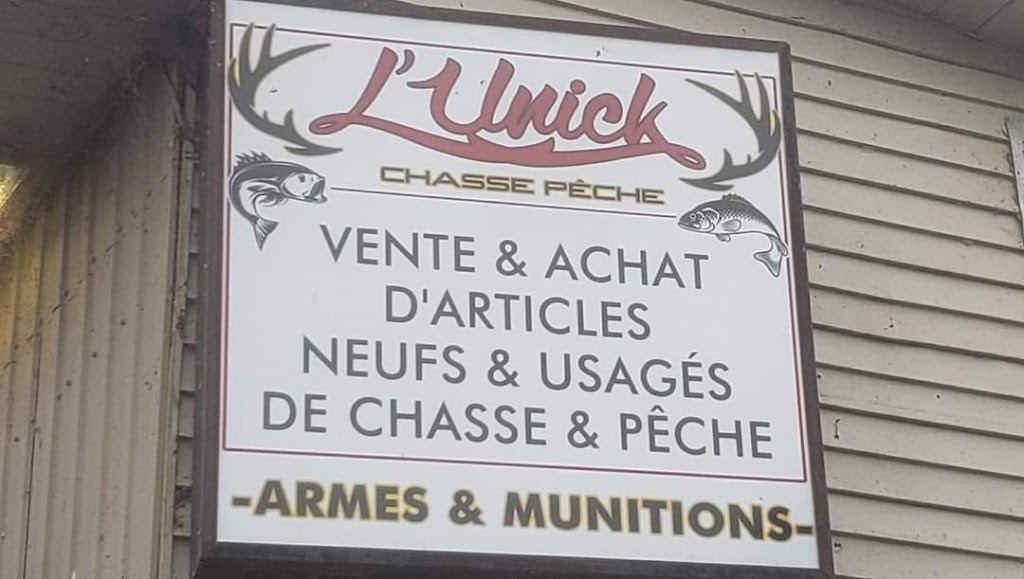 L'Unick
CHASSE PÊCHE
VENTE & ACHAT
D'ARTICLES
NEUFS & USAGÉS
DE CHASSE & PÊCHE
-ARMES & MUNITIONS-